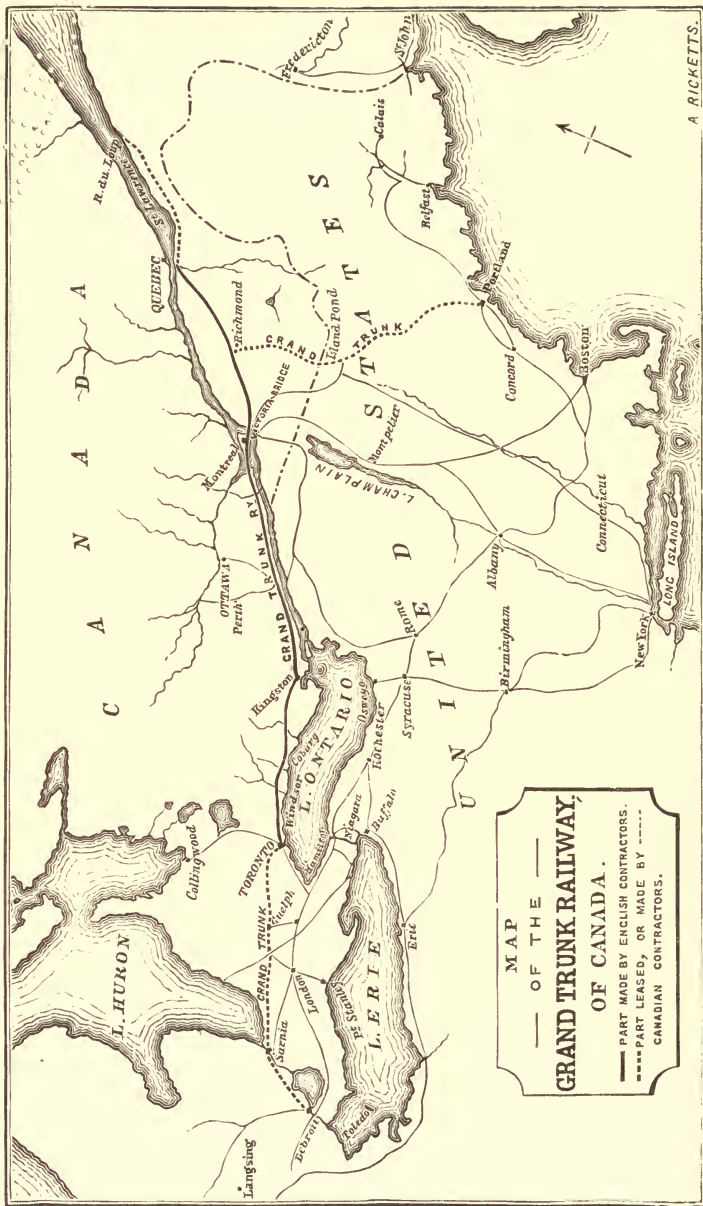 MAP
OF THE
GRAND TRUNK RAILWAY,
OF CANADA.
PART MADE BY ENGLISH CONTRACTORS.
PART LEASED, OR MADE BY
CANADIAN CONTRACTORS.
CANADA
UNITED STATES
L. HURON
L. ONTARIO
L. ERIE
L. CHAMPLAIN
LONG ISLAND
St. Lawrence
R. du Loup
QUEBEC
Richmond
Island Pond
GRAND TRUNK
VICTORIA BRIDGE
Montreal
GRAND TRUNK RY.
OTTAWA
Perth
Kingston
Coburg
Windsor
TORONTO
Collingwood
Hamilton
Guelph
GRAND TRUNK
London
Pt. Stanley
Sarnia
Detroit
Langsing
Toledo
Erie
Buffalo
Niagara
Rochester
Oswego
Syracuse
Rome
Birmingham
Albany
New York
Connecticut
Montpelier
Concord
Boston
Portland
Belfast
Calais
Fredericton
St. John
A RICKETTS.